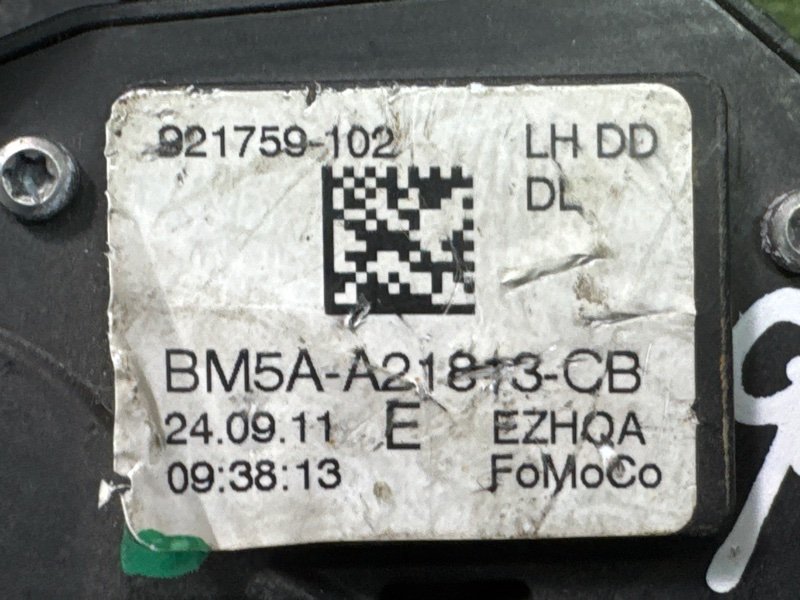 921759-102 LH DD
DL
BM5A-A21813-CB
24.09.11 E EZHQA
09:38:13 FoMoCo